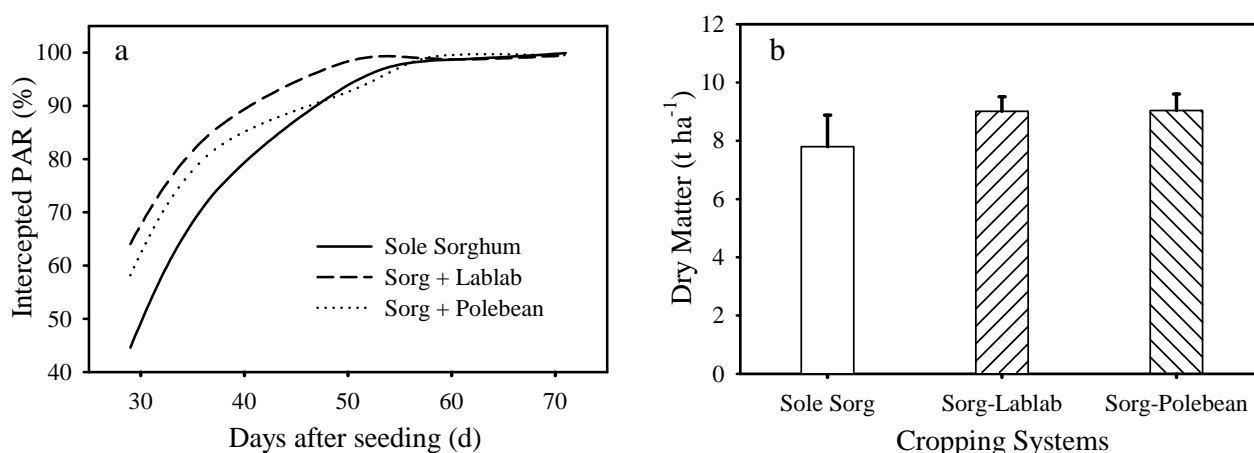 a
100
90
80
70
60
50
40
Intercepted PAR (%)
Sole Sorghum
Sorg + Lablab
Sorg + Polebean
30 40 50 60 70
Days after seeding (d)
b
12
10
8
6
4
2
0
Dry Matter (t ha⁻¹)
Sole Sorg Sorg-Lablab Sorg-Polebean
Cropping Systems